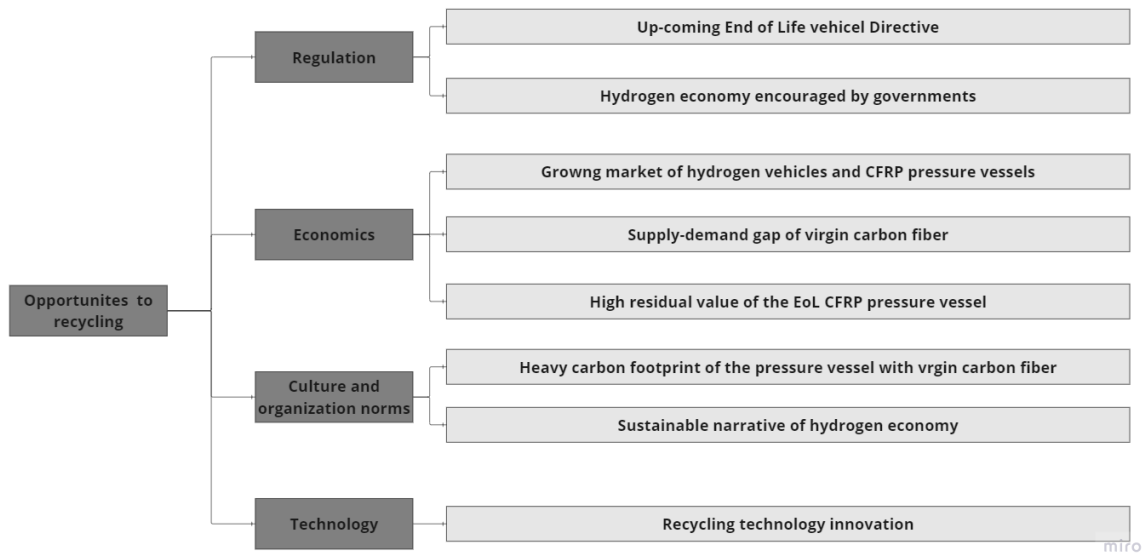 Opportunites to
recycling
Regulation
Up-coming End of Life vehicel Directive
Hydrogen economy encouraged by governments
Economics
Growng market of hydrogen vehicles and CFRP pressure vessels
Supply-demand gap of virgin carbon fiber
High residual value of the EoL CFRP pressure vessel
Culture and
organization norms
Heavy carbon footprint of the pressure vessel with vrgin carbon fiber
Sustainable narrative of hydrogen economy
Technology
Recycling technology innovation
miro